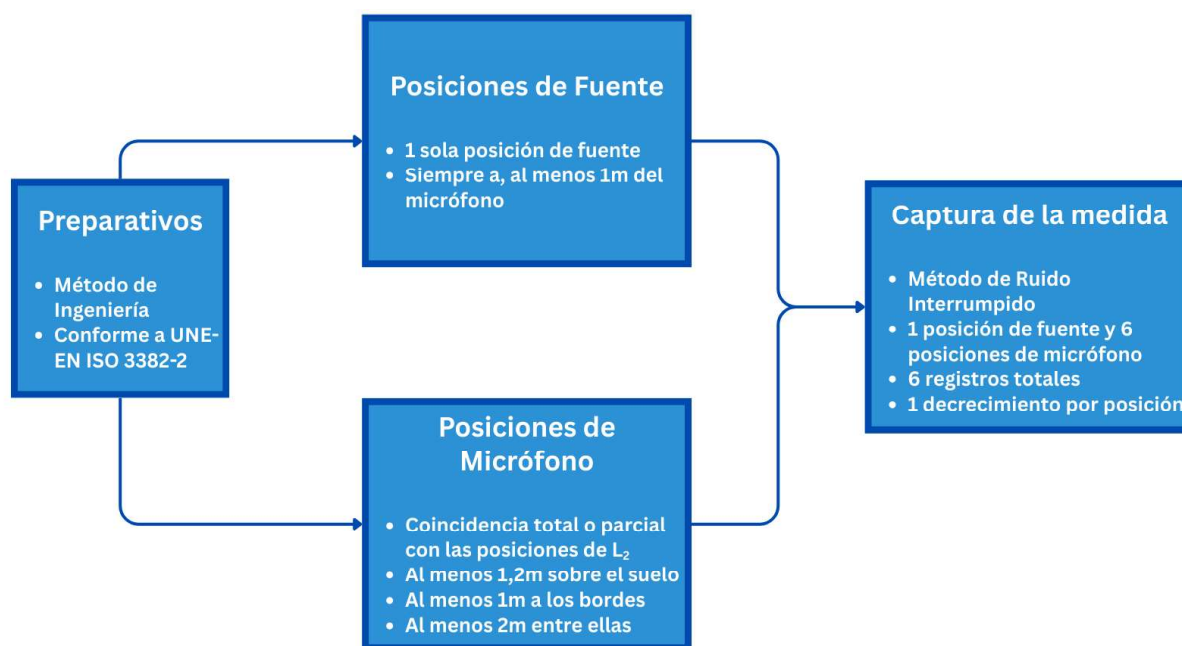 Preparativos
• Método de
Ingeniería
• Conforme a UNE-
EN ISO 3382-2
Posiciones de Fuente
• 1 sola posición de fuente
• Siempre a, al menos 1m del
micrófono
Posiciones de
Micrófono
• Coincidencia total o parcial
con las posiciones de L₂
• Al menos 1,2m sobre el suelo
• Al menos 1m a los bordes
• Al menos 2m entre ellas
Captura de la medida
• Método de Ruido
Interrumpido
• 1 posición de fuente y 6
posiciones de micrófono
• 6 registros totales
• 1 decrecimiento por posición